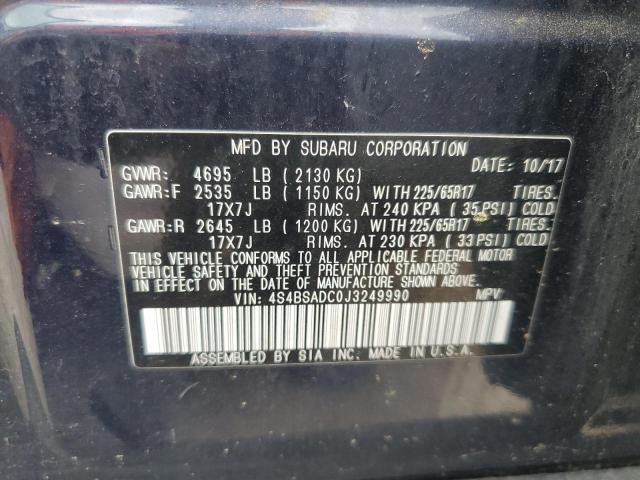 MFD BY SUBARU CORPORATION
DATE: 10/17
GVWR: 4695 LB ( 2130 KG)
GAWR:F 2535 LB ( 1150 KG) WITH 225/65R17 TIRES.
17X7J RIMS. AT 240 KPA ( 35 PSI) COLD
GAWR:R 2645 LB ( 1200 KG) WITH 225/65R17 TIRES.
17X7J RIMS. AT 230 KPA ( 33 PSI) COLD
THIS VEHICLE CONFORMS TO ALL APPLICABLE FEDERAL MOTOR
VEHICLE SAFETY AND THEFT PREVENTION STANDARDS
IN EFFECT ON THE DATE OF MANUFACTURE SHOWN ABOVE.
VIN: 4S4BSADC0J3249990 MPV
ASSEMBLED BY SIA INC. MADE IN U.S.A.